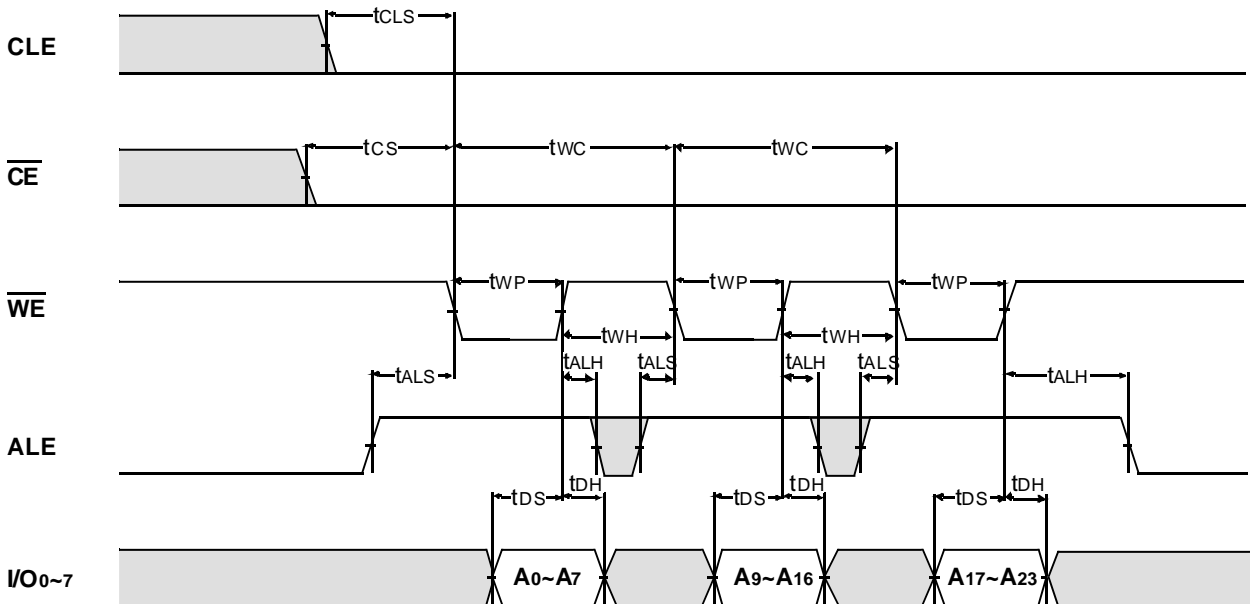 tCLS
CLE
tCS tWC tWC
CE
tWP tWP tWP
WE
tWH tWH
tALH tALS tALH tALS
tALS tALH
ALE
tDS tDH tDS tDH tDS tDH
I/O0~7 A0~A7 A9~A16 A17~A23